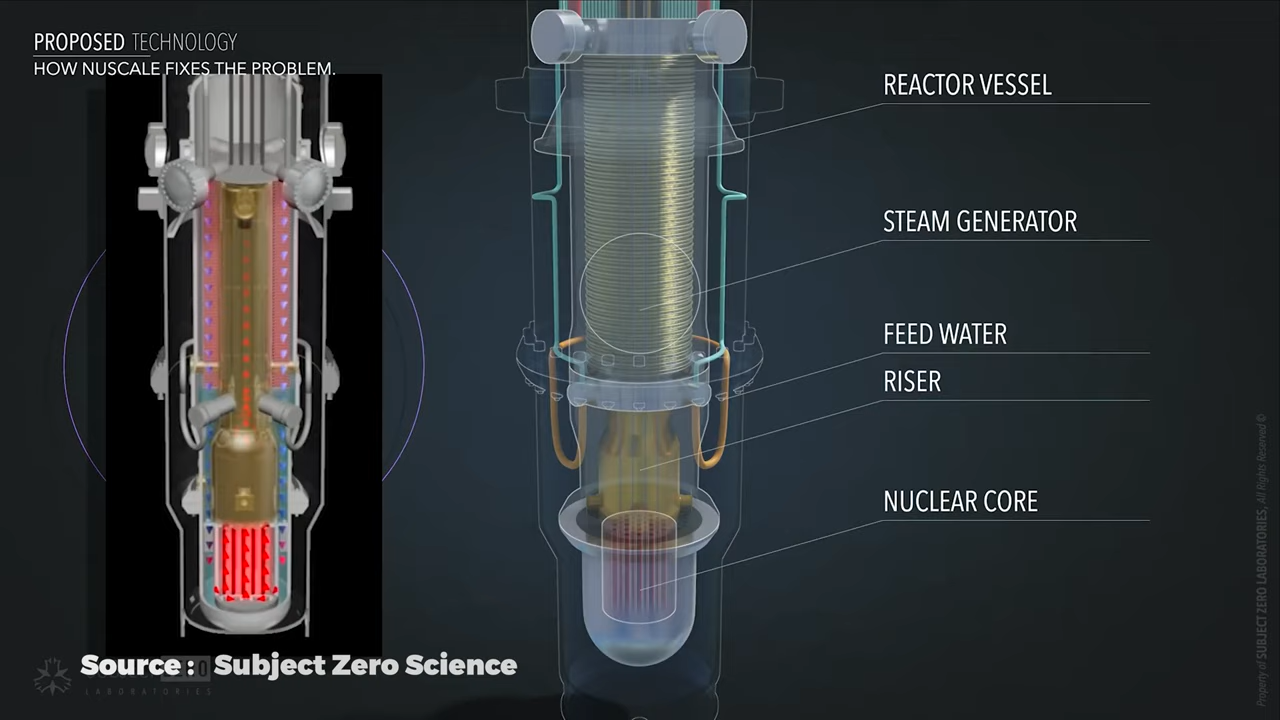 PROPOSED TECHNOLOGY
HOW NUSCALE FIXES THE PROBLEM.
REACTOR VESSEL
STEAM GENERATOR
FEED WATER
RISER
NUCLEAR CORE
Source : Subject Zero Science
LABORATORIES
Property of SUBJECT ZERO LABORATORIES, All Rights Reserved ©